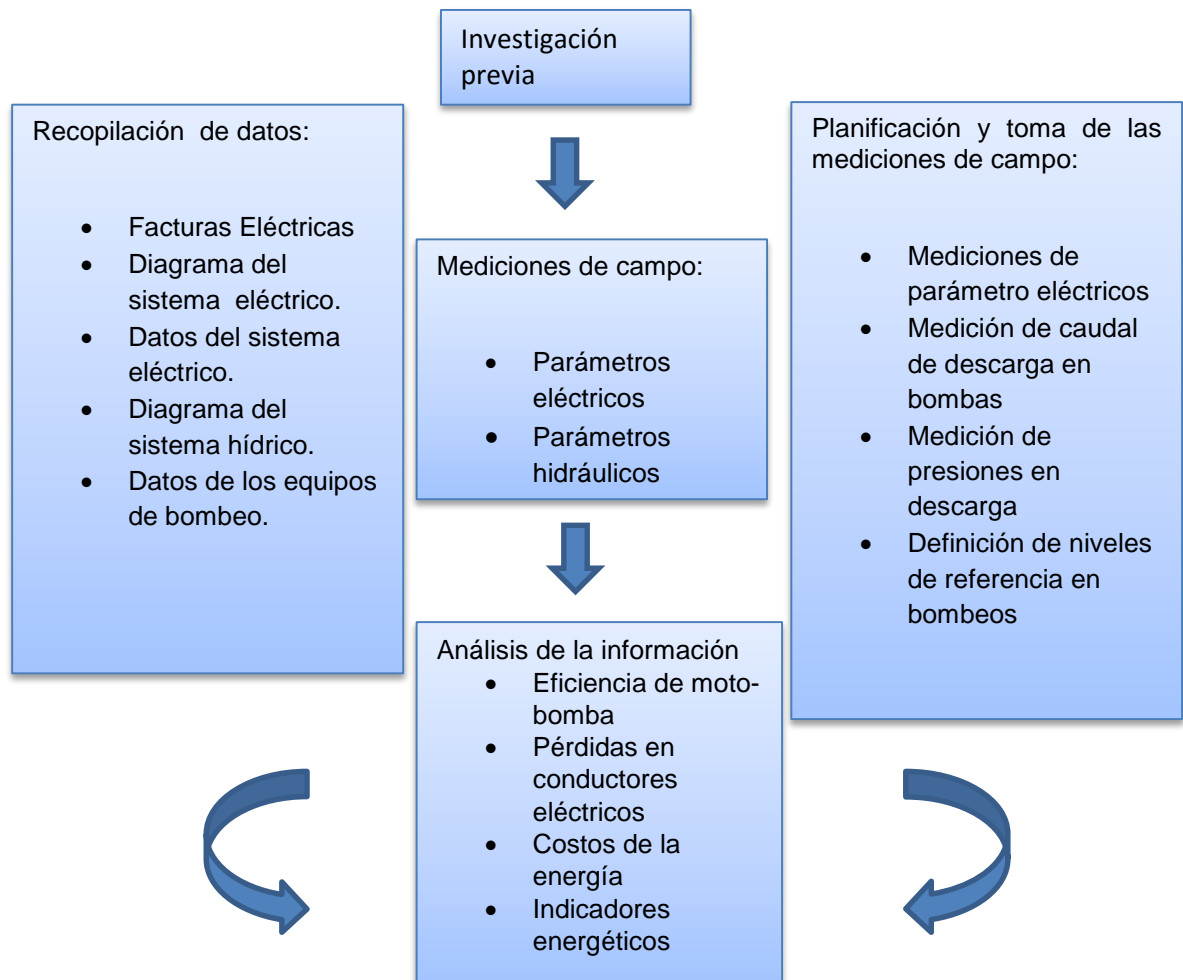 Investigación
previa
Recopilación de datos:
• Facturas Eléctricas
• Diagrama del
sistema eléctrico.
• Datos del sistema
eléctrico.
• Diagrama del
sistema hídrico.
• Datos de los equipos
de bombeo.
Mediciones de campo:
• Parámetros
eléctricos
• Parámetros
hidráulicos
Planificación y toma de las
mediciones de campo:
• Mediciones de
parámetro eléctricos
• Medición de caudal
de descarga en
bombas
• Medición de
presiones en
descarga
• Definición de niveles
de referencia en
bombeos
Análisis de la información
• Eficiencia de moto-
bomba
• Pérdidas en
conductores
eléctricos
• Costos de la
energía
• Indicadores
energéticos